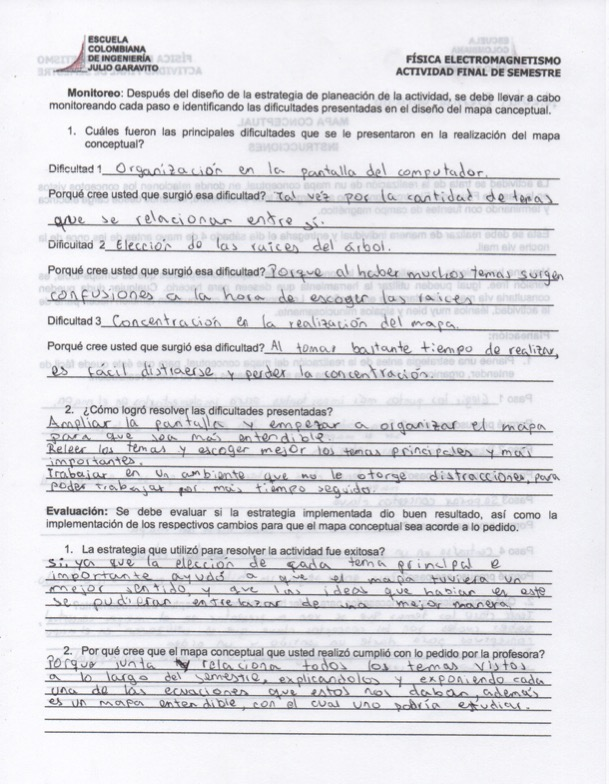 ESCUELA
COLOMBIANA
DE INGENIERÍA
JULIO GARAVITO
FÍSICA ELECTROMAGNETISMO
ACTIVIDAD FINAL DE SEMESTRE
Monitoreo: Después del diseño de la estrategia de planeación de la actividad, se debe llevar a cabo
monitoreando cada paso e identificando las dificultades presentadas en el diseño del mapa canceptual.
1. Cuáles fueron las principales dificultades que se le presentaron en la realización del mapa
conceptual?
Dificultad 1 Organización en la pantalla del computador.
Porqué cree usted que surgió esa dificultad? Tal vez por la cantidad de temas
que se relacionar entre sí.
Dificultad 2 Elección de las raíces del árbol.
Porqué cree usted que surgió esa dificultad? Porque al haber muchos temas surgen
confusiones a la hora de escoger las raíces
Dificultad 3 Concentración en la realización del mapa.
Porqué cree usted que surgió esa dificultad? Al tomar bastante tiempo de realizar,
es fácil distraerse y perder la concentración.
2. ¿Cómo logró resolver las dificultades presentadas?
Ampliar la pantalla y empezar a organizar el mapa
para que sea más entendible.
Releer los temas y escoger mejor los temas principales y más
importantes.
Trabajar en un ambiente que no le otorge distracciones, para
poder trabajar por más tiempo seguido.
Evaluación: Se debe evaluar si la estrategia implementada dio buen resultado, así como la
implementación de los respectivos cambios para que el mapa conceptual sea acorde a lo pedido.
1. La estrategia que utilizó para resolver la actividad fue exitosa?
Sí, ya que la elección de cada tema principal e
importante ayudó a que el mapa tuviera un
mejor sentido, y que las ideas que habían en este
se pudieran entrelazar de una mejor manera
2. Por qué cree que el mapa conceptual que usted realizó cumplió con lo pedido por la profesora?
Porque junta y relaciona todos los temas vistos
a lo largo del semestre, explicandolos y exponiendo cada
una de las ecuaciones que estos nos daban, además
es un mapa entendible, con el cual uno podría estudiar.